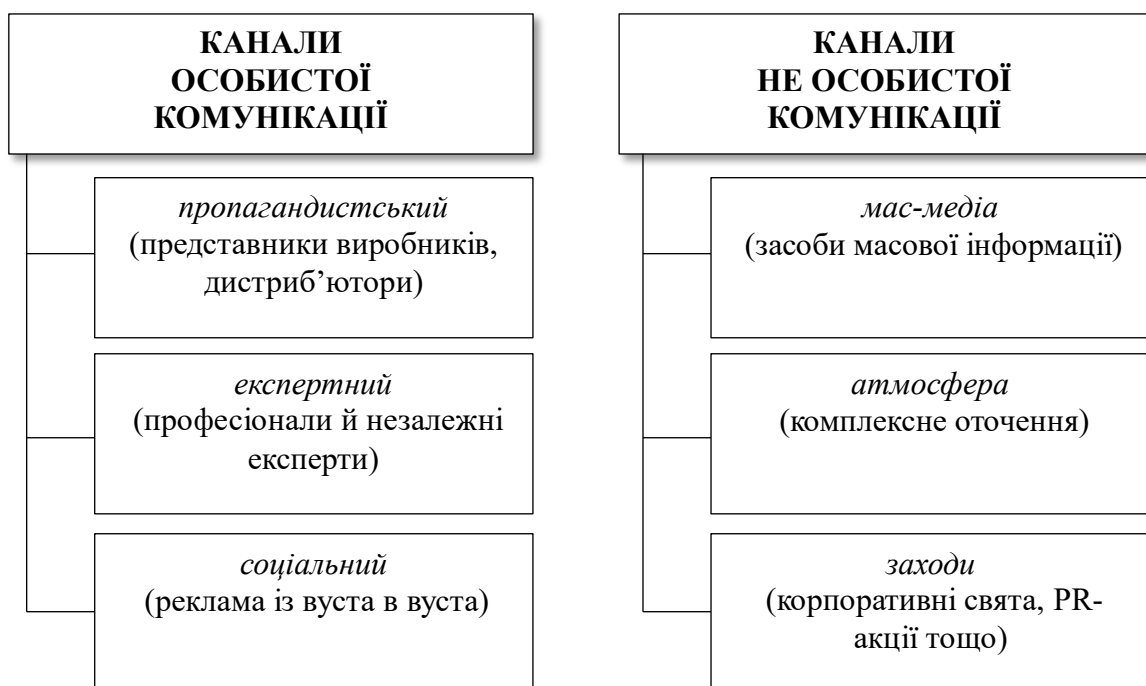 КАНАЛИ
ОСОБИСТОЇ
КОМУНІКАЦІЇ
пропагандистський
(представники виробників,
дистриб’ютори)
експертний
(професіонали й незалежні
експерти)
соціальний
(реклама із вуста в вуста)
КАНАЛИ
НЕ ОСОБИСТОЇ
КОМУНІКАЦІЇ
мас-медіа
(засоби масової інформації)
атмосфера
(комплексне оточення)
заходи
(корпоративні свята, PR-
акції тощо)